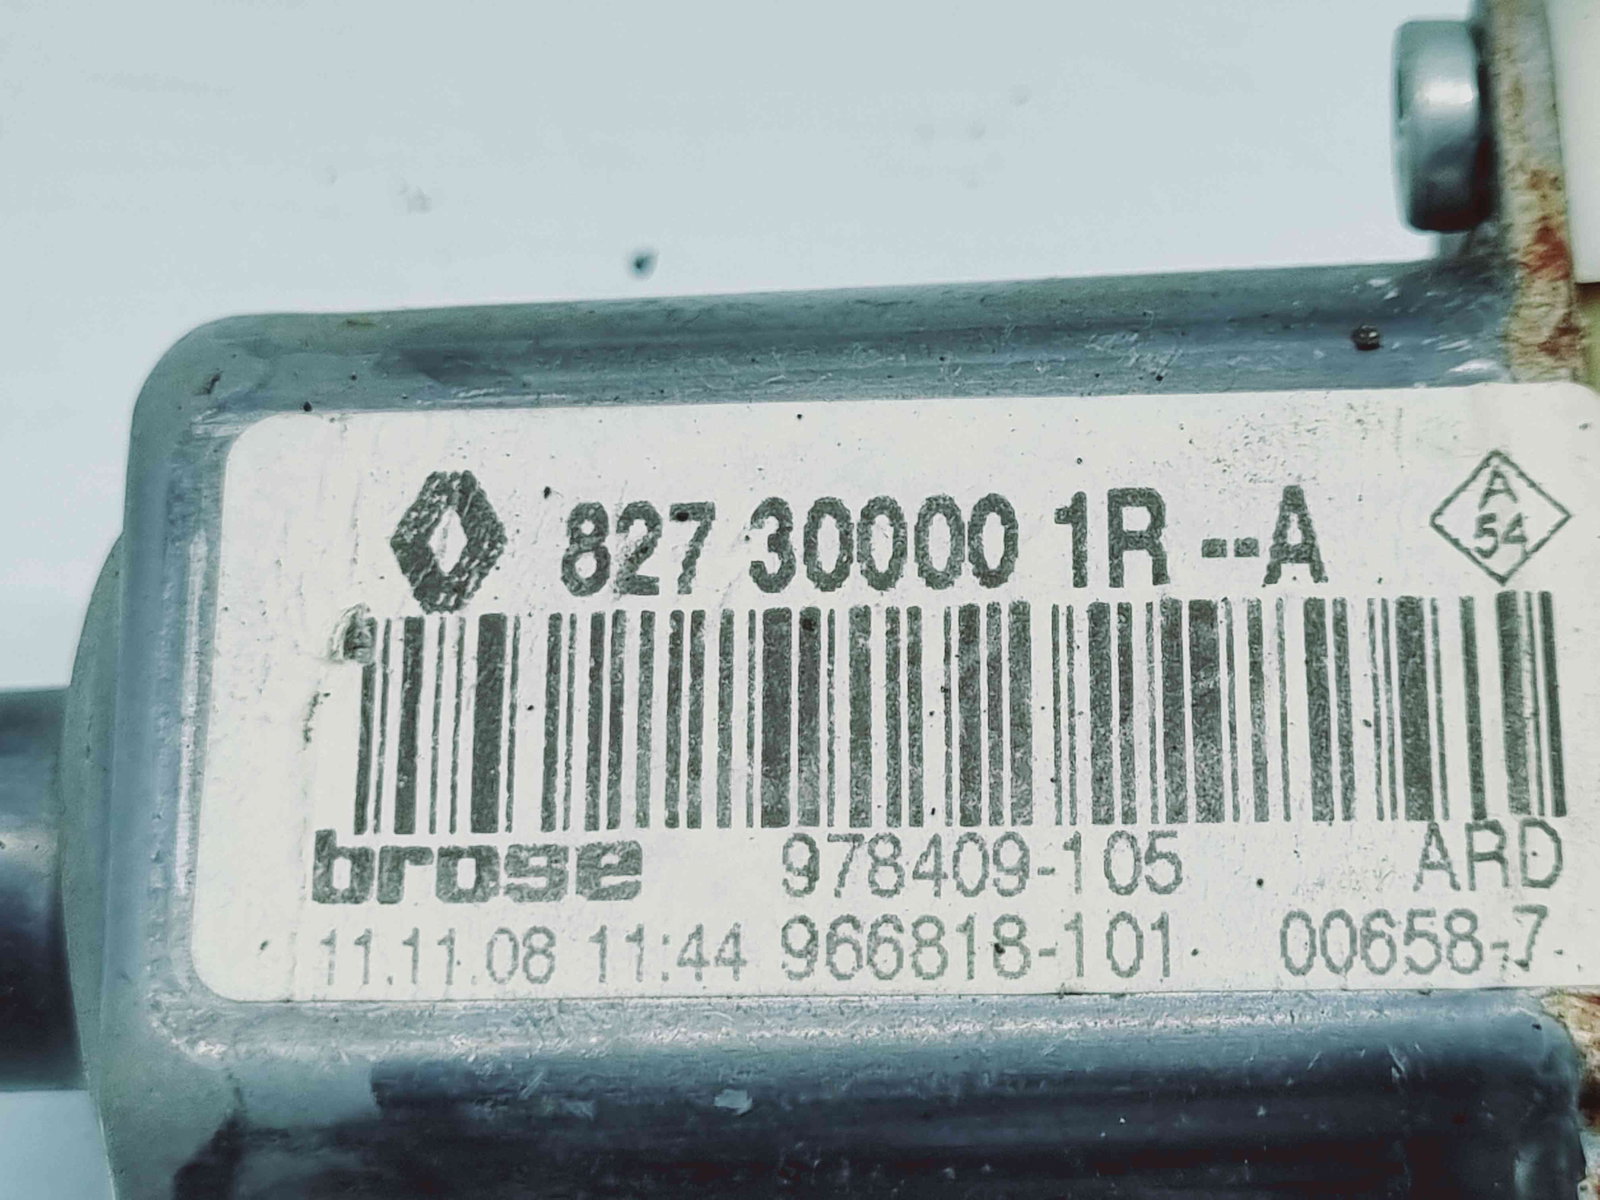 827 30000 1R --A
A
54
brose 978409-105 ARD
11.11.08 11:44 966818-101 00658-7